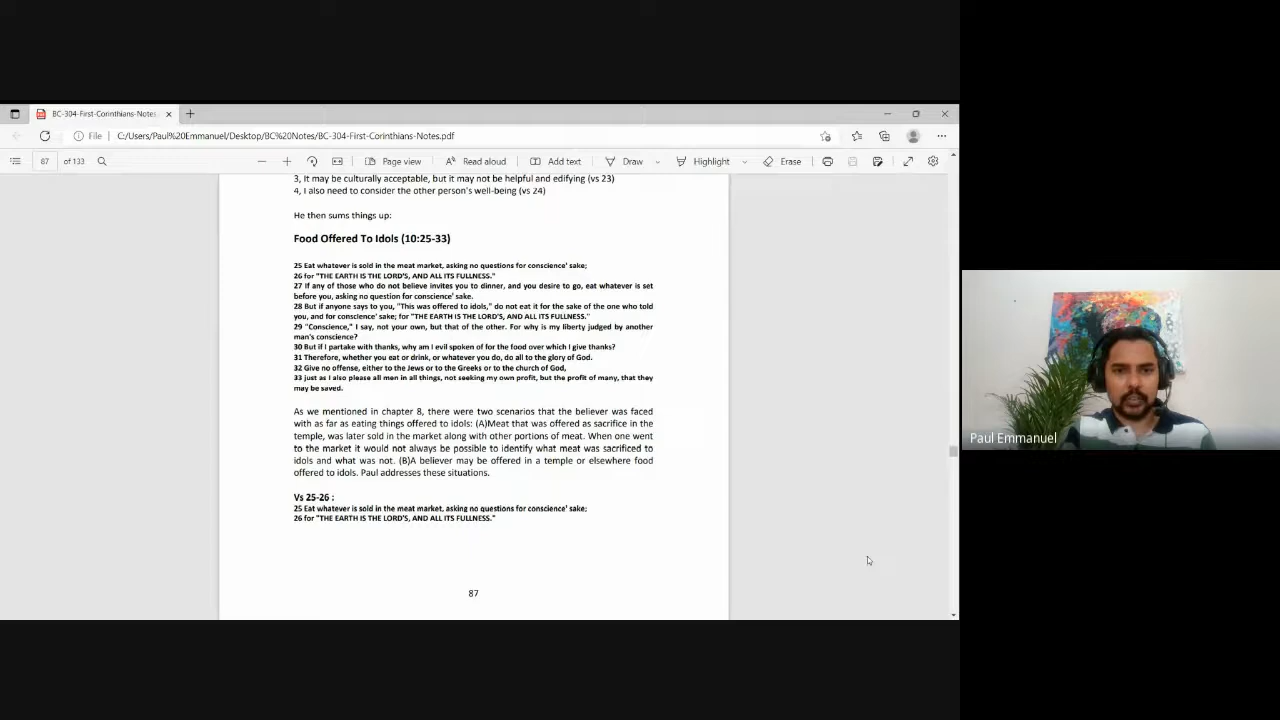 BC-304-First-Corinthians-Notes
File C:/Users/Paul%20Emmanuel/Desktop/BC%20Notes/BC-304-First-Corinthians-Notes.pdf
87 of 133 Page view Read aloud Add text Draw Highlight Erase
3, It may be culturally acceptable, but it may not be helpful and edifying (vs 23)
4, I also need to consider the other person's well-being (vs 24)
He then sums things up:
Food Offered To Idols (10:25-33)
25 Eat whatever is sold in the meat market, asking no questions for conscience' sake;
26 for "THE EARTH IS THE LORD'S, AND ALL ITS FULLNESS."
27 If any of those who do not believe invites you to dinner, and you desire to go, eat whatever is set
before you, asking no question for conscience' sake.
28 But if anyone says to you, "This was offered to idols," do not eat it for the sake of the one who told
you, and for conscience' sake; for "THE EARTH IS THE LORD'S, AND ALL ITS FULLNESS."
29 "Conscience," I say, not your own, but that of the other. For why is my liberty judged by another
man's conscience?
30 But if I partake with thanks, why am I evil spoken of for the food over which I give thanks?
31 Therefore, whether you eat or drink, or whatever you do, do all to the glory of God.
32 Give no offense, either to the Jews or to the Greeks or to the church of God,
33 just as I also please all men in all things, not seeking my own profit, but the profit of many, that they
may be saved.
As we mentioned in chapter 8, there were two scenarios that the believer was faced
with as far as eating things offered to idols: (A)Meat that was offered as sacrifice in the
temple, was later sold in the market along with other portions of meat. When one went
to the market it would not always be possible to identify what meat was sacrificed to
idols and what was not. (B)A believer may be offered in a temple or elsewhere food
offered to idols. Paul addresses these situations.
Vs 25-26 :
25 Eat whatever is sold in the meat market, asking no questions for conscience' sake;
26 for "THE EARTH IS THE LORD'S, AND ALL ITS FULLNESS."
87
Paul Emmanuel